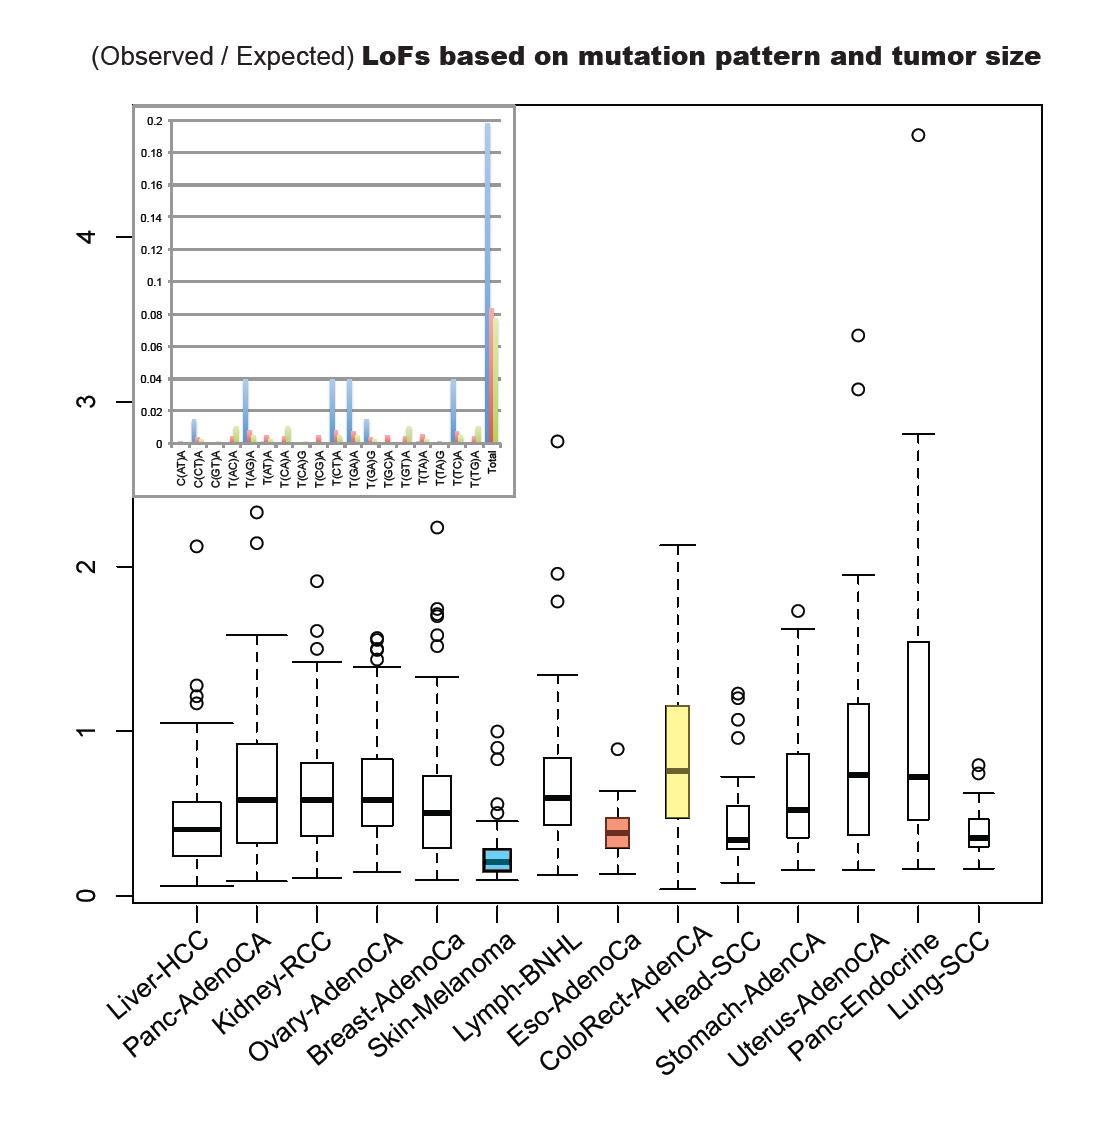 (Observed / Expected) LoFs based on mutation pattern and tumor size
0.2
0.18
0.16
0.14
0.12
0.1
0.08
0.06
0.04
0.02
0
C(AT)A
C(CT)A
C(GT)A
T(AC)A
T(AG)A
T(AT)A
T(CA)A
T(CA)G
T(CG)A
T(CT)A
T(GA)A
T(GA)G
T(GC)A
T(GT)A
T(TA)A
T(TA)G
T(TC)A
T(TG)A
Total
4
3
2
1
0
Liver-HCC
Panc-AdenoCA
Kidney-RCC
Ovary-AdenoCA
Breast-AdenoCa
Skin-Melanoma
Lymph-BNHL
Eso-AdenoCa
ColoRect-AdenCA
Head-SCC
Stomach-AdenCA
Uterus-AdenoCA
Panc-Endocrine
Lung-SCC